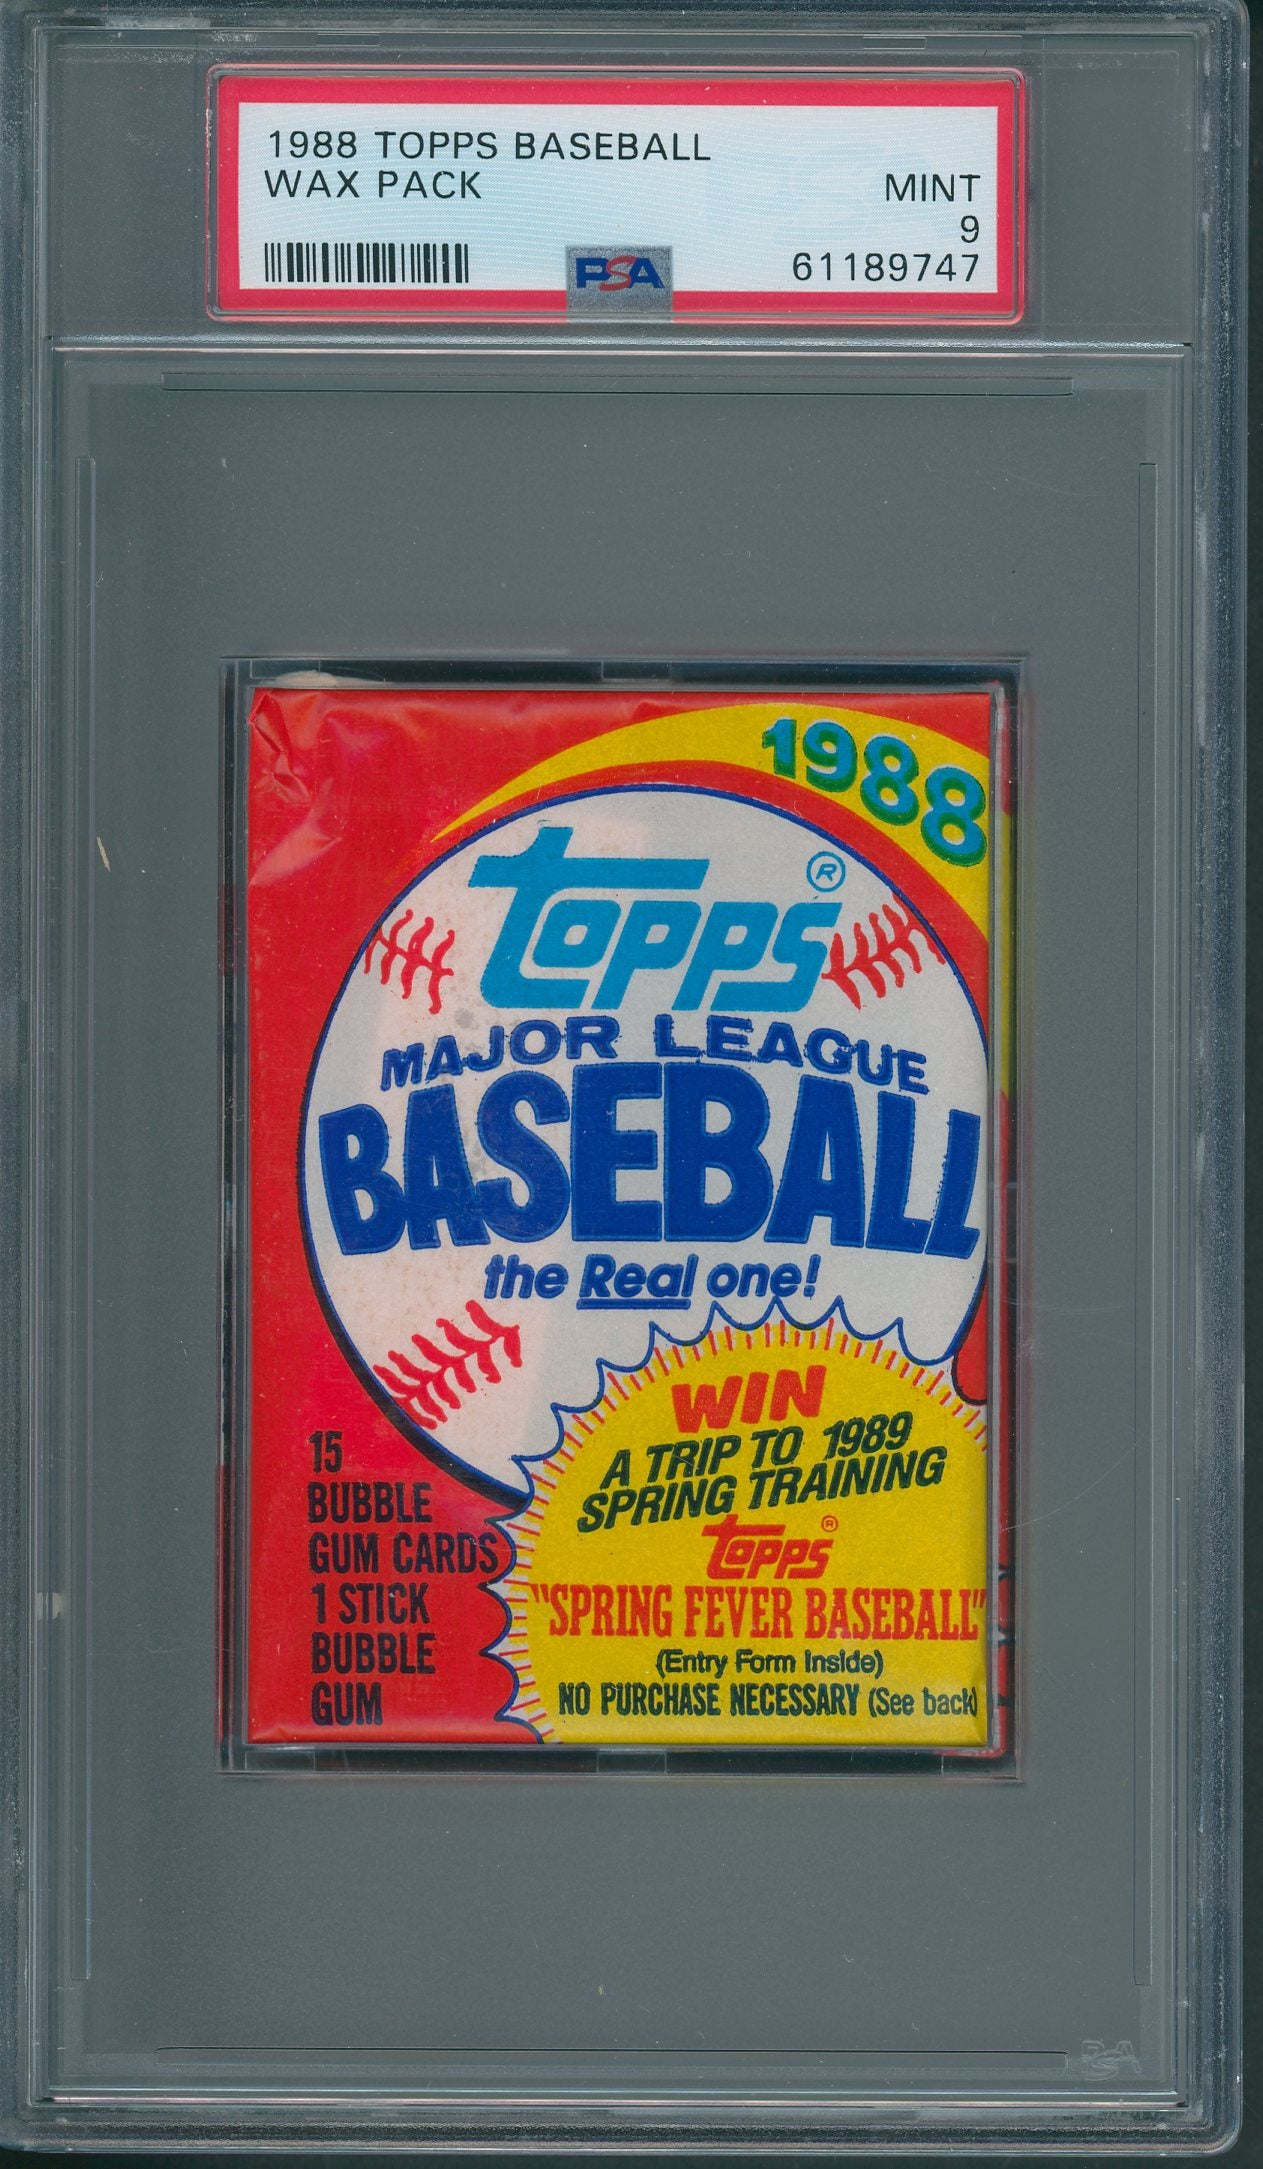 1988 TOPPS BASEBALL
WAX PACK
MINT
9
PSA
61189747
1988
Topps®
MAJOR LEAGUE
BASEBALL
the Real one!
WIN
A TRIP TO 1989
SPRING TRAINING
Topps®
"SPRING FEVER BASEBALL"
(Entry Form Inside)
NO PURCHASE NECESSARY (See back)
15
BUBBLE
GUM CARDS
1 STICK
BUBBLE
GUM
PSA